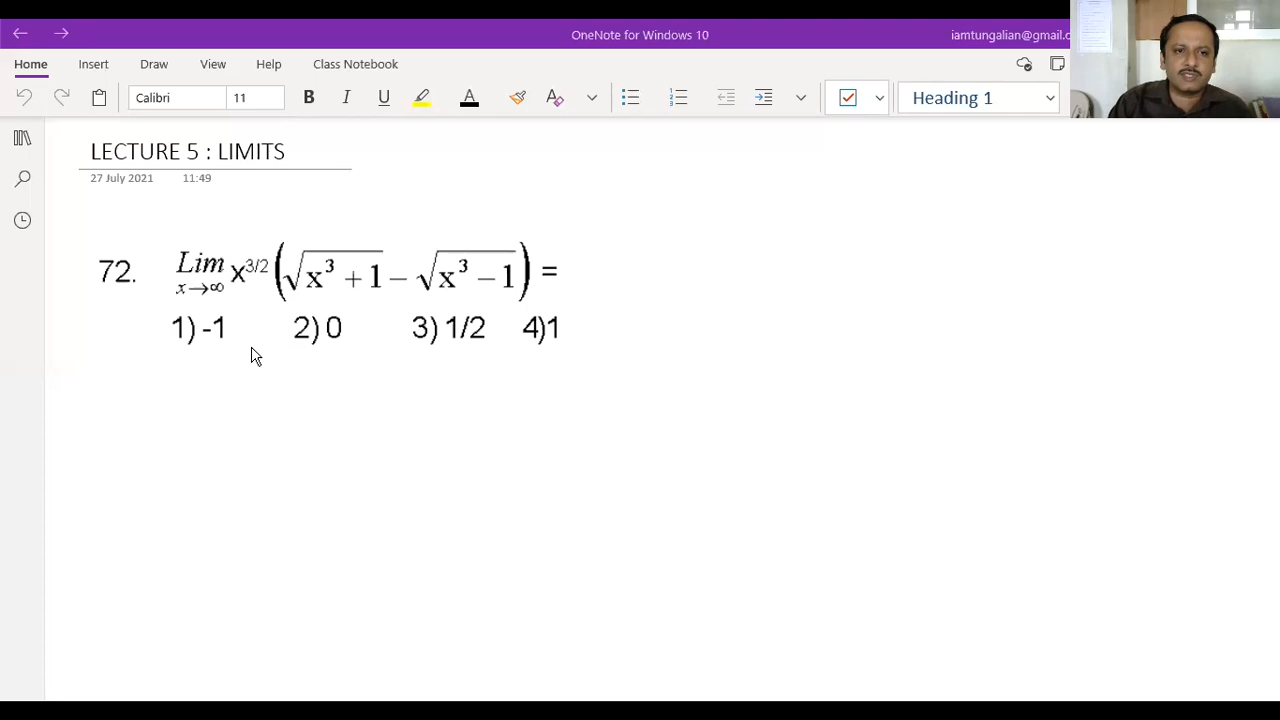 OneNote for Windows 10
iamtungalian@gmail.c
Home Insert Draw View Help Class Notebook
Calibri 11 B I U A Heading 1
LECTURE 5 : LIMITS
27 July 2021 11:49
72. Lim x→∞ x^{3/2} (√(x³ + 1) − √(x³ − 1)) =
1) -1 2) 0 3) 1/2 4)1